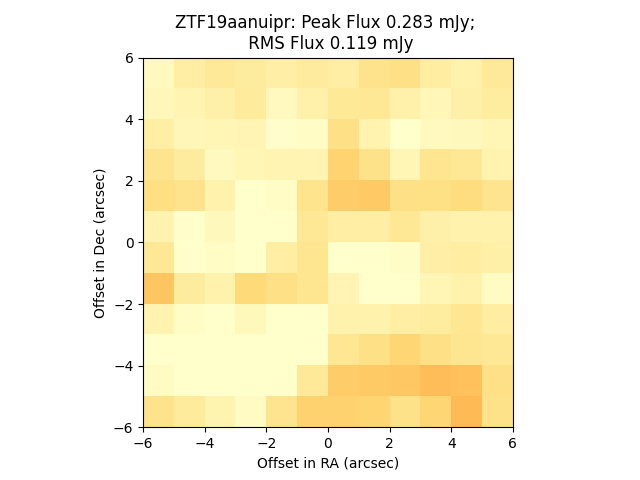 ZTF19aanuipr: Peak Flux 0.283 mJy;
RMS Flux 0.119 mJy
6
4
2
0
−2
−4
−6
Offset in Dec (arcsec)
−6 −4 −2 0 2 4 6
Offset in RA (arcsec)